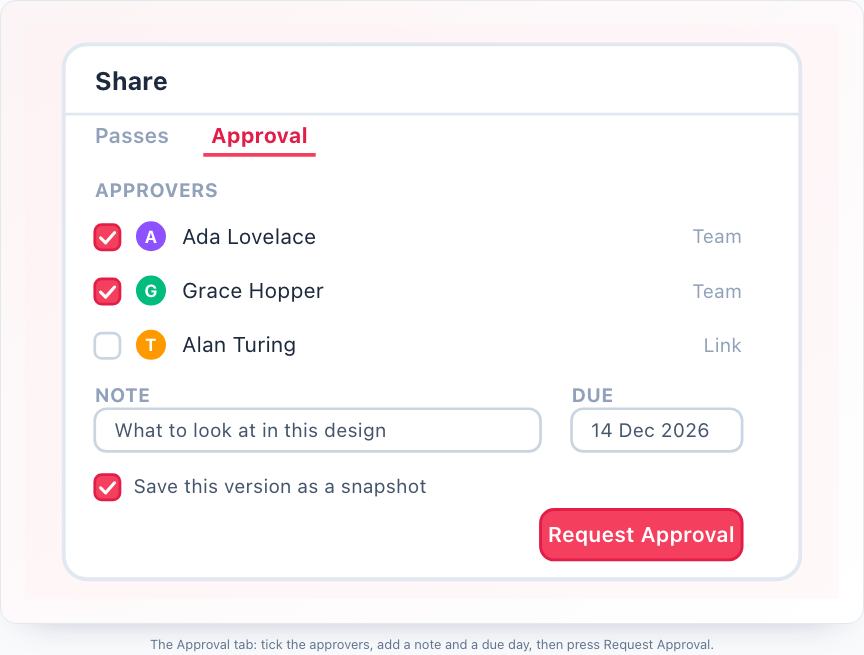 Share
Passes Approval
APPROVERS
A Ada Lovelace Team
G Grace Hopper Team
T Alan Turing Link
NOTE DUE
What to look at in this design 14 Dec 2026
Save this version as a snapshot
Request Approval
The Approval tab: tick the approvers, add a note and a due day, then press Request Approval.